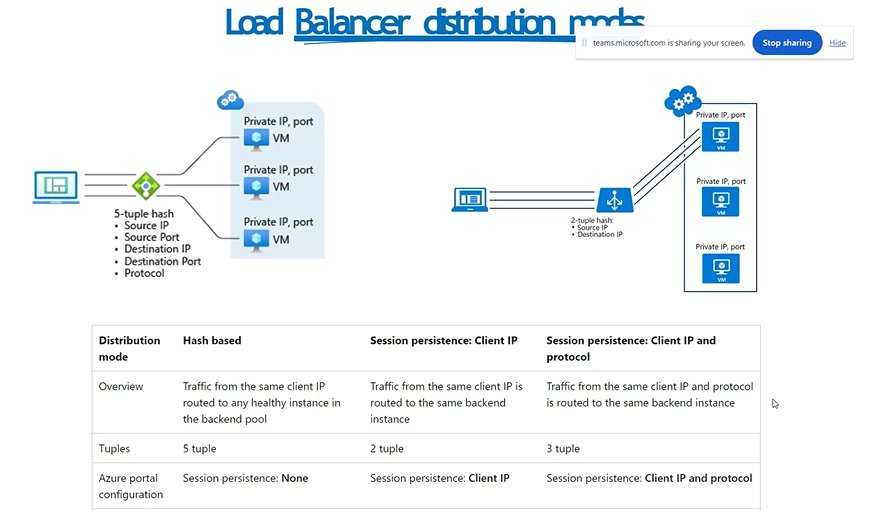 Load Balancer distribution modes
teams.microsoft.com is sharing your screen.
Stop sharing
Hide
Private IP, port
VM
Private IP, port
VM
Private IP, port
VM
5-tuple hash
• Source IP
• Source Port
• Destination IP
• Destination Port
• Protocol
Private IP, port
VM
Private IP, port
VM
Private IP, port
VM
2-tuple hash:
• Source IP
• Destination IP
Distribution
mode
Hash based
Session persistence: Client IP
Session persistence: Client IP and
protocol
Overview
Traffic from the same client IP
routed to any healthy instance in
the backend pool
Traffic from the same client IP is
routed to the same backend
instance
Traffic from the same client IP and protocol
is routed to the same backend instance
Tuples
5 tuple
2 tuple
3 tuple
Azure portal
configuration
Session persistence: None
Session persistence: Client IP
Session persistence: Client IP and protocol